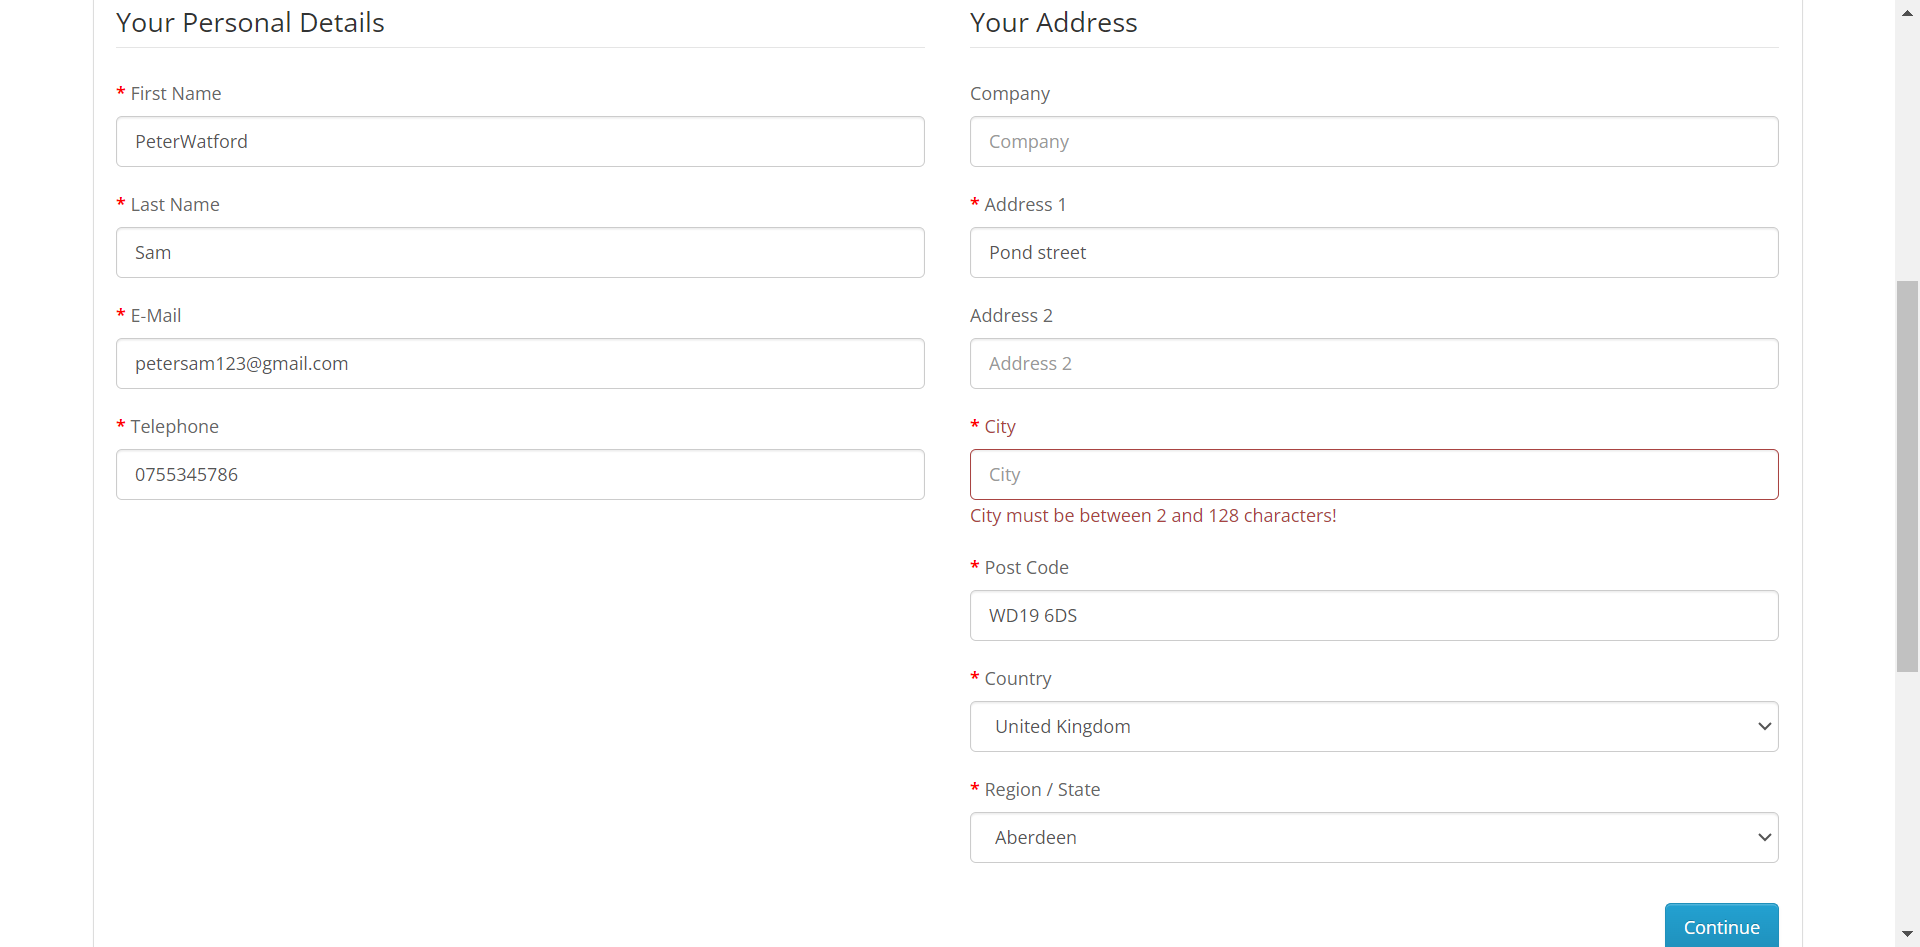 Your Personal Details
* First Name
PeterWatford
* Last Name
Sam
* E-Mail
petersam123@gmail.com
* Telephone
0755345786
Your Address
Company
Company
* Address 1
Pond street
Address 2
Address 2
* City
City
City must be between 2 and 128 characters!
* Post Code
WD19 6DS
* Country
United Kingdom
* Region / State
Aberdeen
Continue